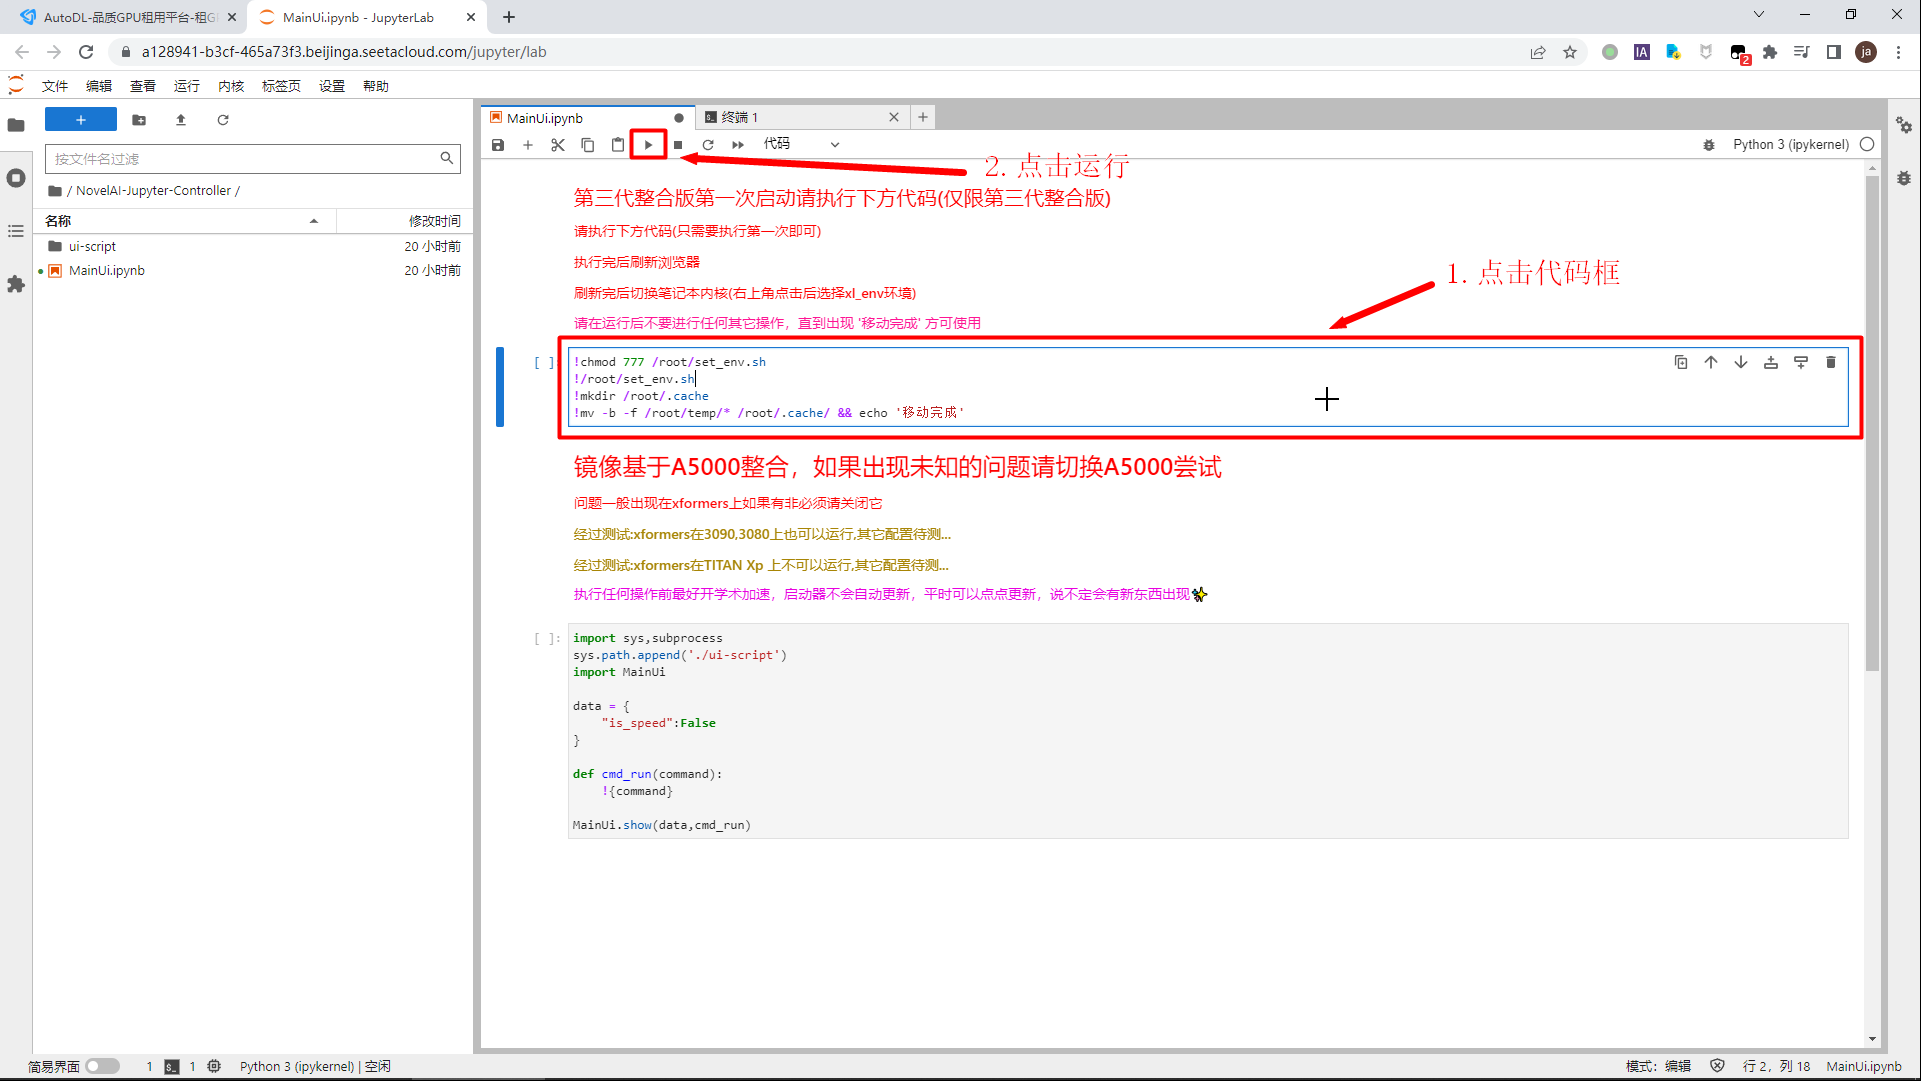 AutoDL-品质GPU租用平台-租G
MainUi.ipynb - JupyterLab
a128941-b3cf-465a73f3.beijinga.seetacloud.com/jupyter/lab
IA
2
ja
文件 编辑 查看 运行 内核 标签页 设置 帮助
按文件名过滤
/ NovelAI-Jupyter-Controller /
名称 修改时间
ui-script 20 小时前
MainUi.ipynb 20 小时前
MainUi.ipynb
终端 1
代码
Python 3 (ipykernel)
2. 点击运行
第三代整合版第一次启动请执行下方代码(仅限第三代整合版)
请执行下方代码(只需要执行第一次即可)
执行完后刷新浏览器
刷新完后切换笔记本内核(右上角点击后选择xl_env环境)
请在运行后不要进行任何其它操作，直到出现 '移动完成' 方可使用
1. 点击代码框
[ ]:
!chmod 777 /root/set_env.sh
!/root/set_env.sh
!mkdir /root/.cache
!mv -b -f /root/temp/* /root/.cache/ && echo '移动完成'
镜像基于A5000整合，如果出现未知的问题请切换A5000尝试
问题一般出现在xformers上如果有非必须请关闭它
经过测试:xformers在3090,3080上也可以运行,其它配置待测...
经过测试:xformers在TITAN Xp 上不可以运行,其它配置待测...
执行任何操作前最好开学术加速，启动器不会自动更新，平时可以点点更新，说不定会有新东西出现✨
[ ]:
import sys,subprocess
sys.path.append('./ui-script')
import MainUi
data = {
"is_speed":False
}
def cmd_run(command):
!{command}
MainUi.show(data,cmd_run)
简易界面 1 1 Python 3 (ipykernel) | 空闲
模式： 编辑 行 2， 列 18 MainUi.ipynb